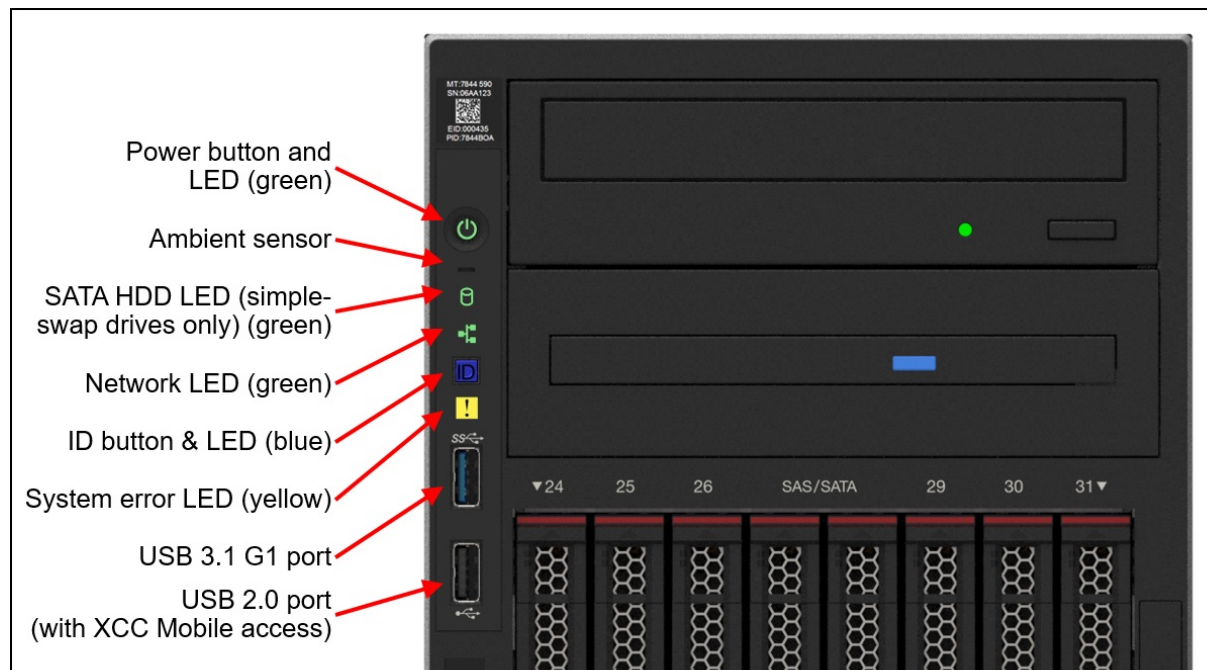 MT:7844 590
SN:06AA123
EID:000435
PID:7844BOA
Power button and
LED (green)
Ambient sensor
SATA HDD LED (simple-
swap drives only) (green)
Network LED (green)
ID button & LED (blue)
System error LED (yellow)
USB 3.1 G1 port
USB 2.0 port
(with XCC Mobile access)
ID
!
SS
▼24 25 26 SAS/SATA 29 30 31▼